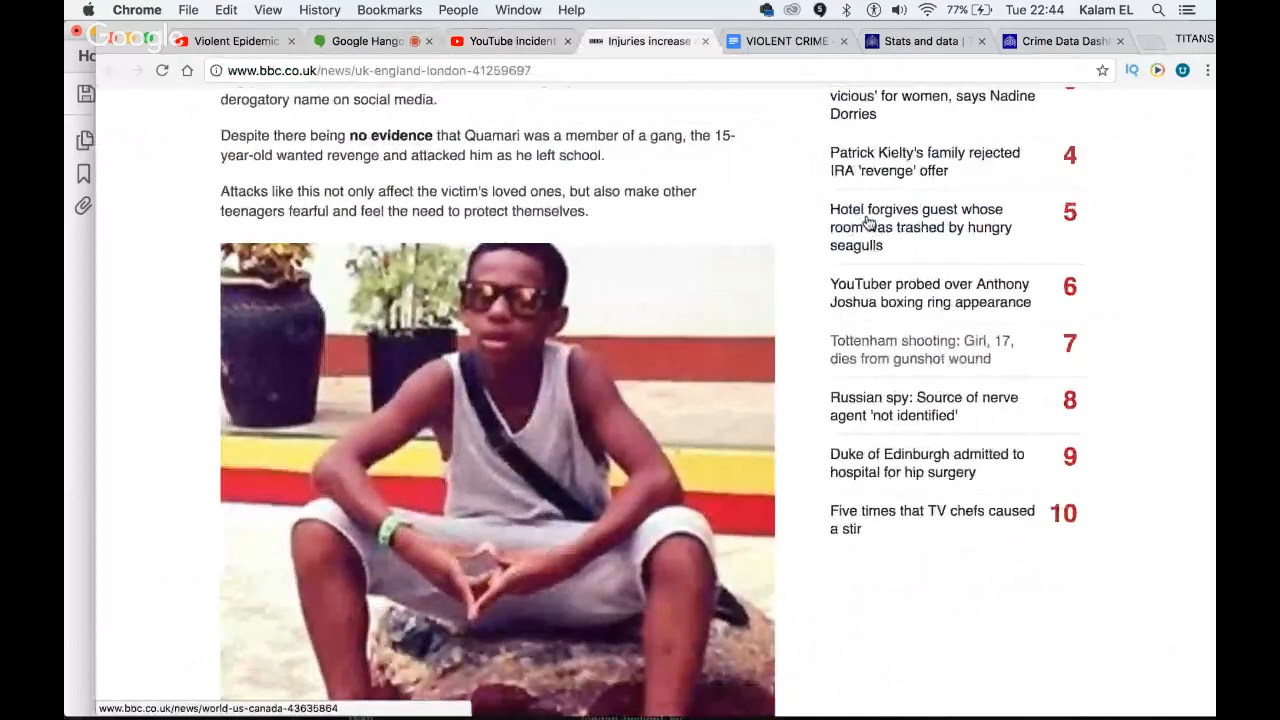 Chrome File Edit View History Bookmarks People Window Help 77% Tue 22:44 Kalam EL
Google
Violent Epidemic
Google Hango
YouTube incident
Injuries increase
VIOLENT CRIME -
Stats and data | T
Crime Data Dash
TITANS
Ho
www.bbc.co.uk/news/uk-england-london-41259697
derogatory name on social media.
Despite there being no evidence that Quamari was a member of a gang, the 15-
year-old wanted revenge and attacked him as he left school.
Attacks like this not only affect the victim's loved ones, but also make other
teenagers fearful and feel the need to protect themselves.
vicious' for women, says Nadine
Dorries
Patrick Kielty's family rejected
IRA 'revenge' offer
4
Hotel forgives guest whose
room was trashed by hungry
seagulls
5
YouTuber probed over Anthony
Joshua boxing ring appearance
6
Tottenham shooting: Girl, 17,
dies from gunshot wound
7
Russian spy: Source of nerve
agent 'not identified'
8
Duke of Edinburgh admitted to
hospital for hip surgery
9
Five times that TV chefs caused
a stir
10
www.bbc.co.uk/news/world-us-canada-43635864